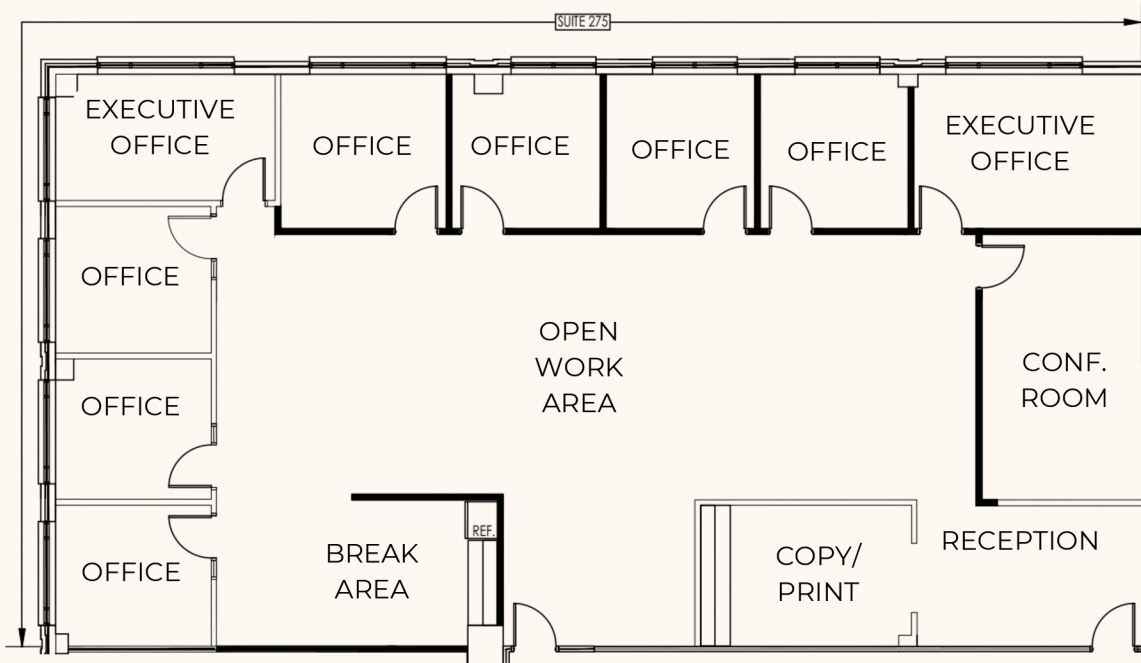 SUITE 275
EXECUTIVE
OFFICE
OFFICE
OFFICE
OFFICE
OFFICE
EXECUTIVE
OFFICE
OFFICE
OPEN
WORK
AREA
CONF.
ROOM
OFFICE
REF.
BREAK
AREA
COPY/
PRINT
RECEPTION
OFFICE